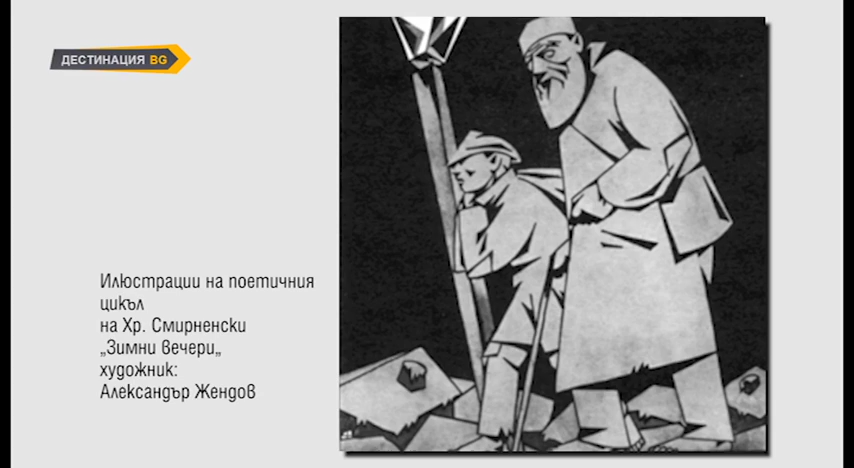 ДЕСТИНАЦИЯ BG
Илюстрации на поетичния
цикъл
на Хр. Смирненски
„Зимни вечери„
художник:
Александър Жендов